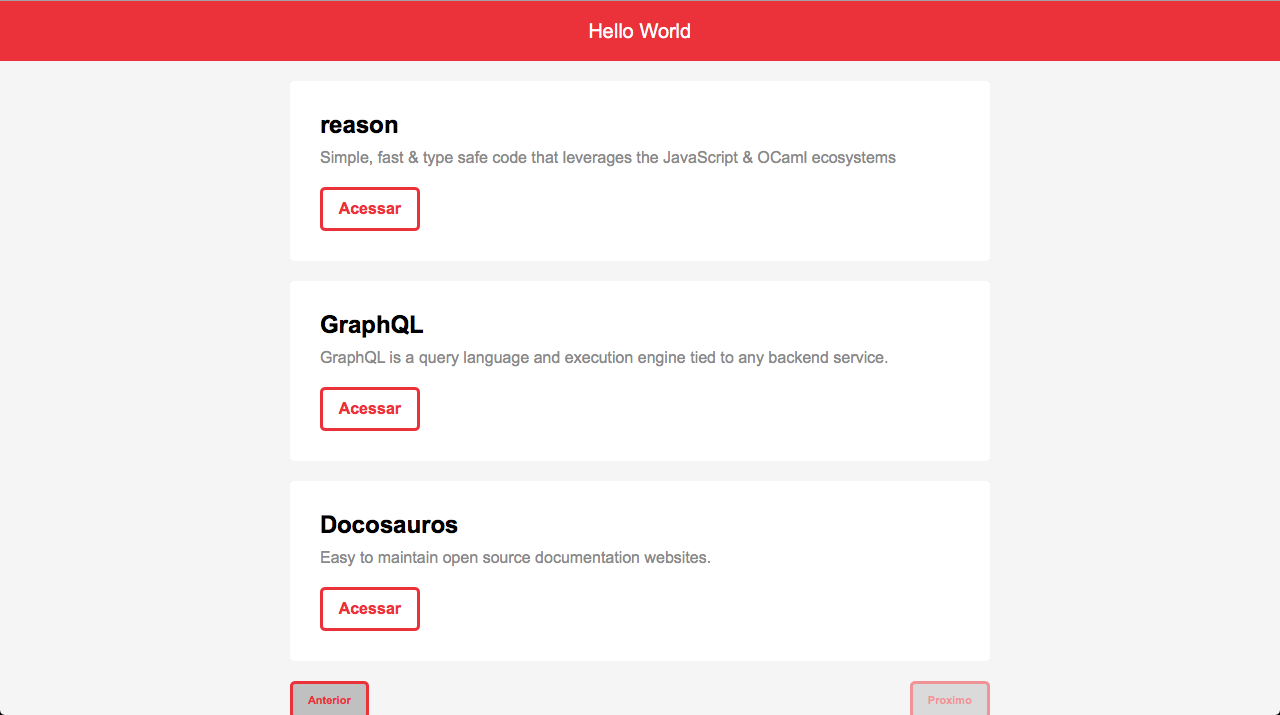 Hello World
reason
Simple, fast & type safe code that leverages the JavaScript & OCaml ecosystems
Acessar
GraphQL
GraphQL is a query language and execution engine tied to any backend service.
Acessar
Docosauros
Easy to maintain open source documentation websites.
Acessar
Anterior
Proximo